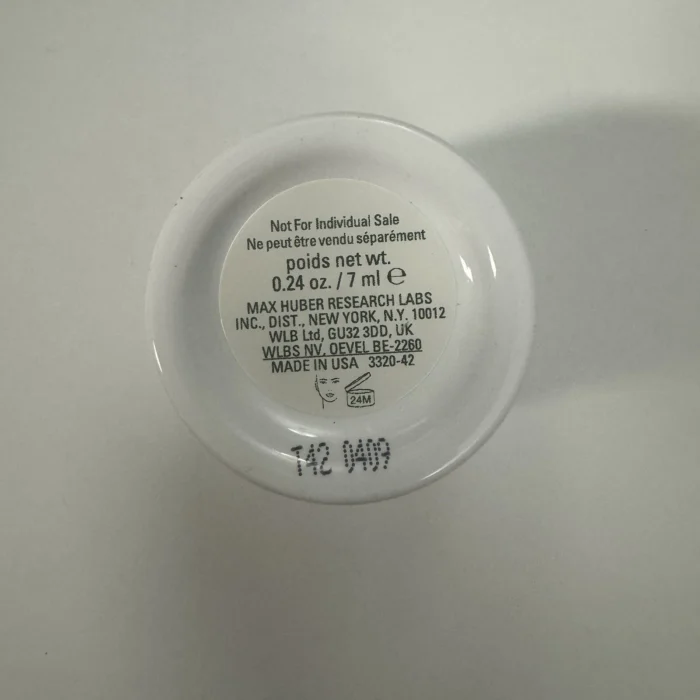 Not For Individual Sale
Ne peut être vendu séparément
poids net wt.
0.24 oz. / 7 ml ℮
MAX HUBER RESEARCH LABS
INC., DIST., NEW YORK, N.Y. 10012
WLB Ltd, GU32 3DD, UK
WLBS NV, OEVEL BE-2260
MADE IN USA 3320-42
24M
T42 0409